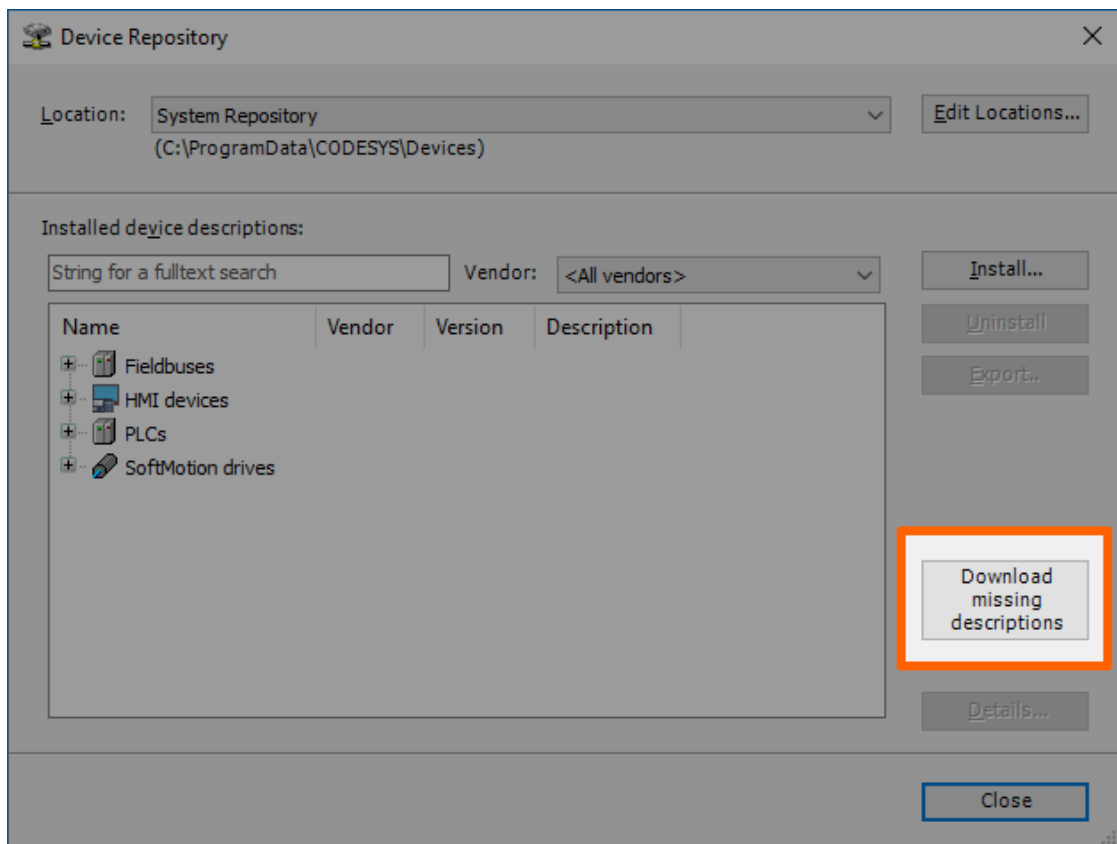 Device Repository
Location:
System Repository
Edit Locations...
(C:\ProgramData\CODESYS\Devices)
Installed device descriptions:
String for a fulltext search
Vendor:
<All vendors>
Install...
Name
Vendor
Version
Description
Uninstall
Fieldbuses
Export..
HMI devices
PLCs
SoftMotion drives
Download
missing
descriptions
Details...
Close